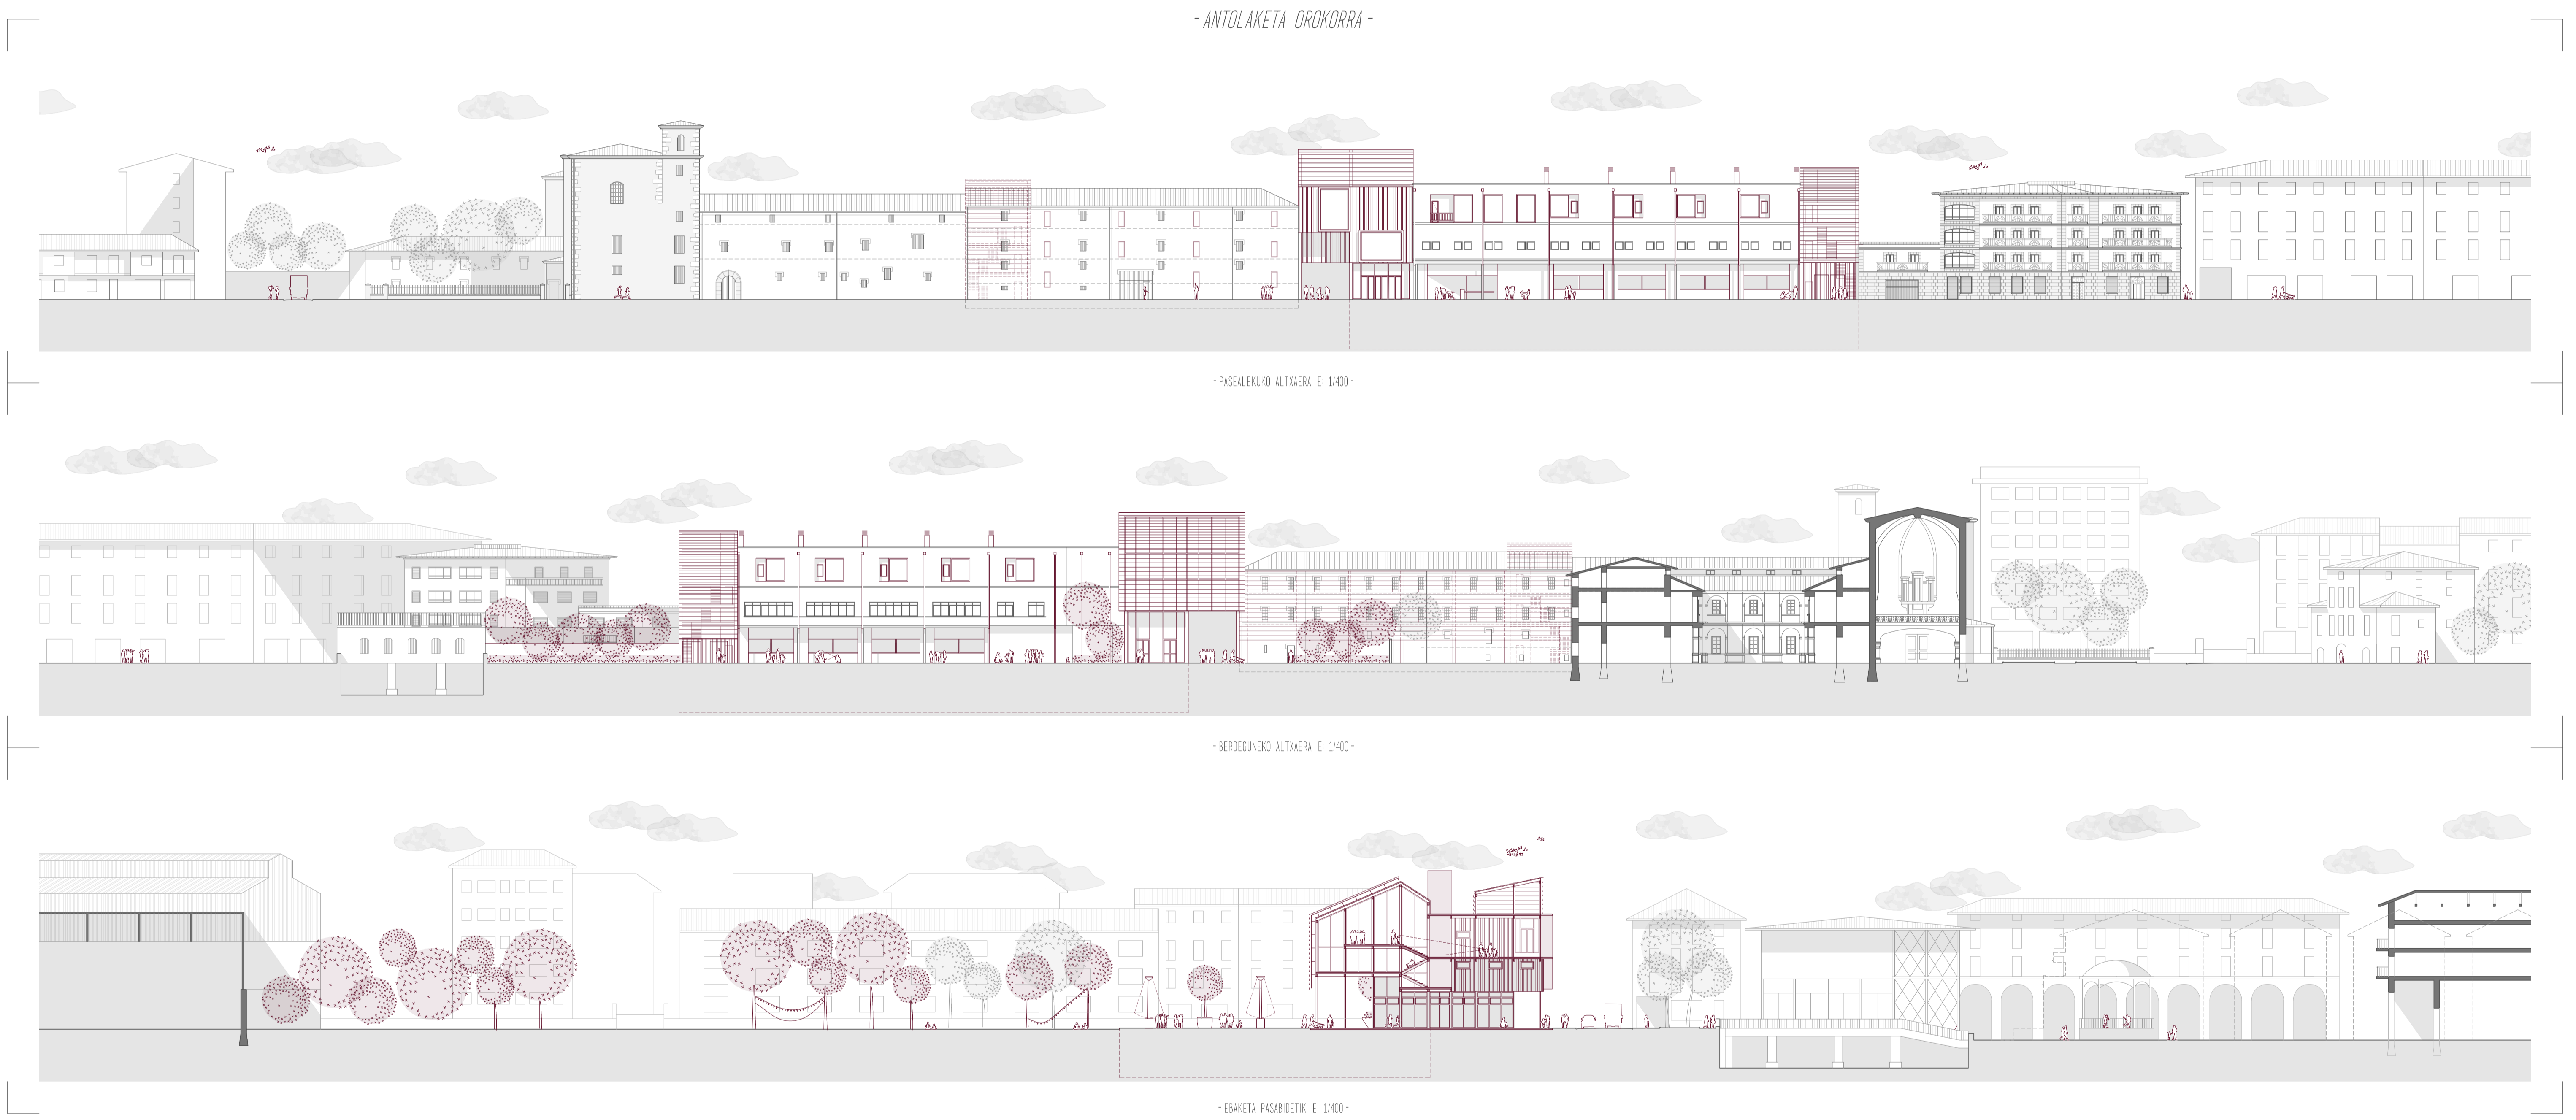 - ANTOLAKETA OROKORRA -
- PASEALEKUKO ALTXAERA. E: 1/400 -
- BERDEGUNEKO ALTXAERA, E: 1/400 -
- EBAKETA PASABIDETIK. E: 1/400 -